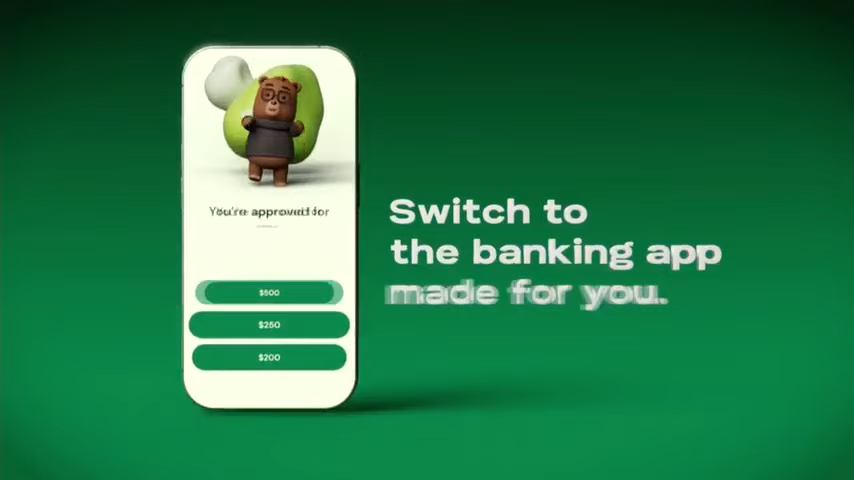 You're approved for
$500
$250
$200
Switch to
the banking app
made for you.